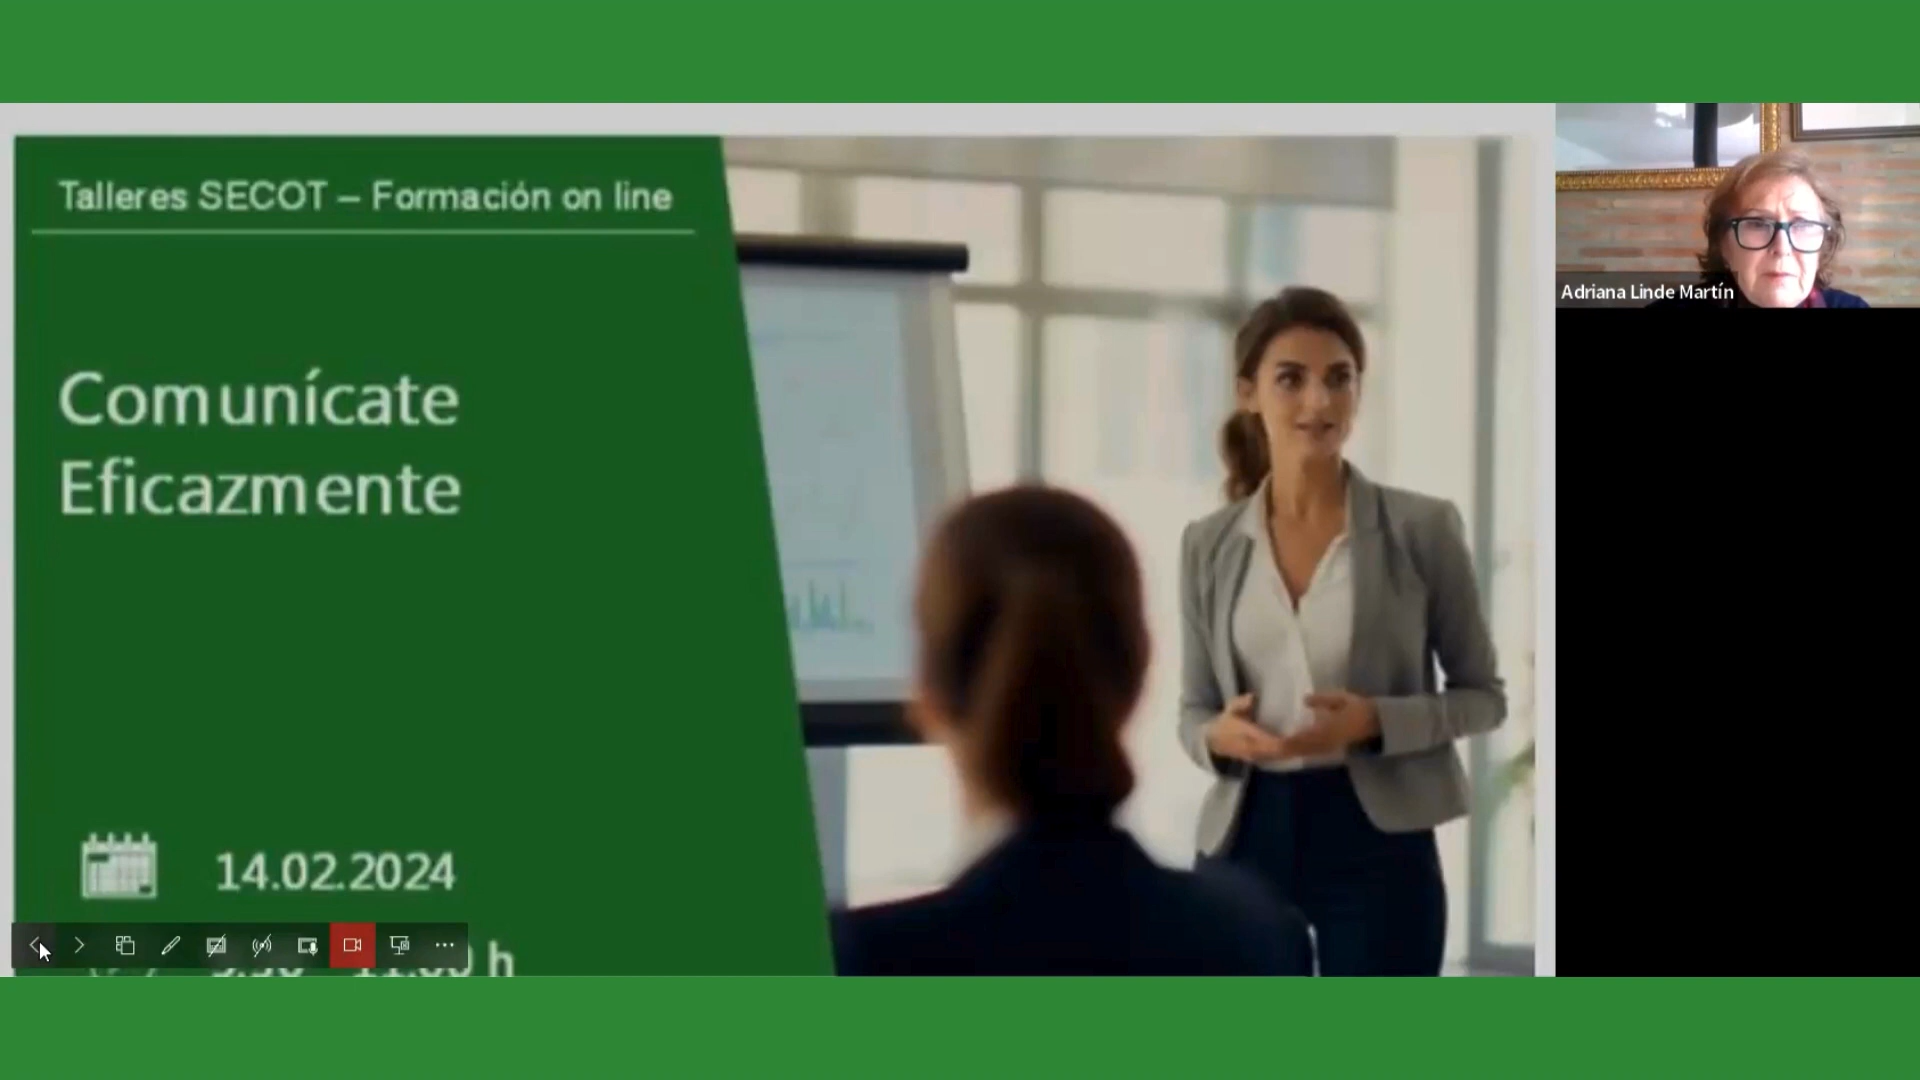 Talleres SECOT – Formación on line
Comunícate
Eficazmente
14.02.2024
h
Adriana Linde Martín